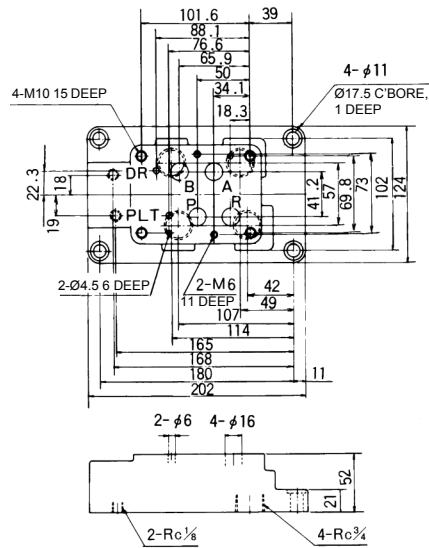 101.6
39
88.1
76.6
65.9
50
34.1
18.3
4-φ11
Ø17.5 C'BORE,
1 DEEP
4-M10 15 DEEP
DR
B
A
P
R
PLT
22.3
18
19
41.2
57
69.8
73
102
124
2-Ø4.5 6 DEEP
2-M6
11 DEEP
42
49
107
114
165
168
180
11
202
2-φ6
4-φ16
52
21
2-Rc⅛
4-Rc¾